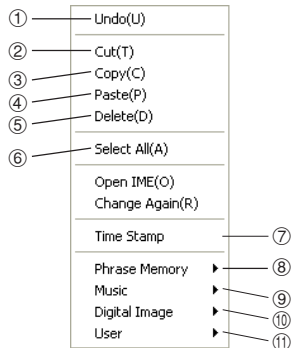 ① Undo(U)
② Cut(T)
③ Copy(C)
④ Paste(P)
⑤ Delete(D)
⑥ Select All(A)
Open IME(O)
Change Again(R)
Time Stamp ⑦
Phrase Memory ⑧
Music ⑨
Digital Image ⑩
User ⑪